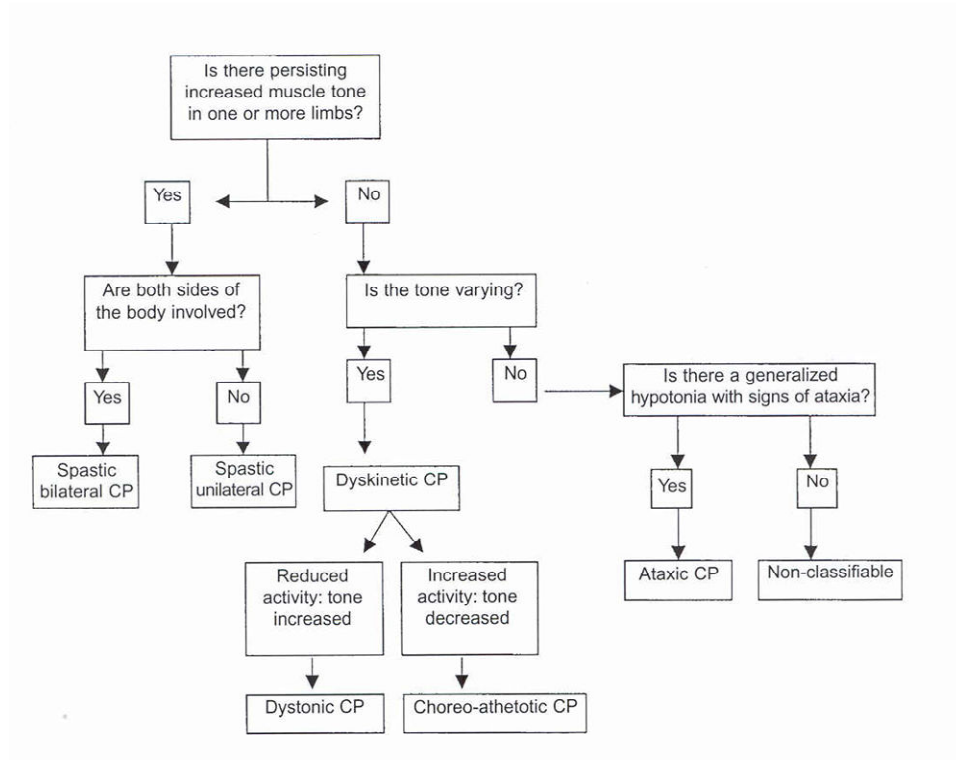 Is there persisting
increased muscle tone
in one or more limbs?
Yes
No
Are both sides of
the body involved?
Is the tone varying?
Yes
No
Yes
No
Is there a generalized
hypotonia with signs of ataxia?
Spastic
bilateral CP
Spastic
unilateral CP
Dyskinetic CP
Yes
No
Reduced
activity: tone
increased
Increased
activity: tone
decreased
Ataxic CP
Non-classifiable
Dystonic CP
Choreo-athetotic CP